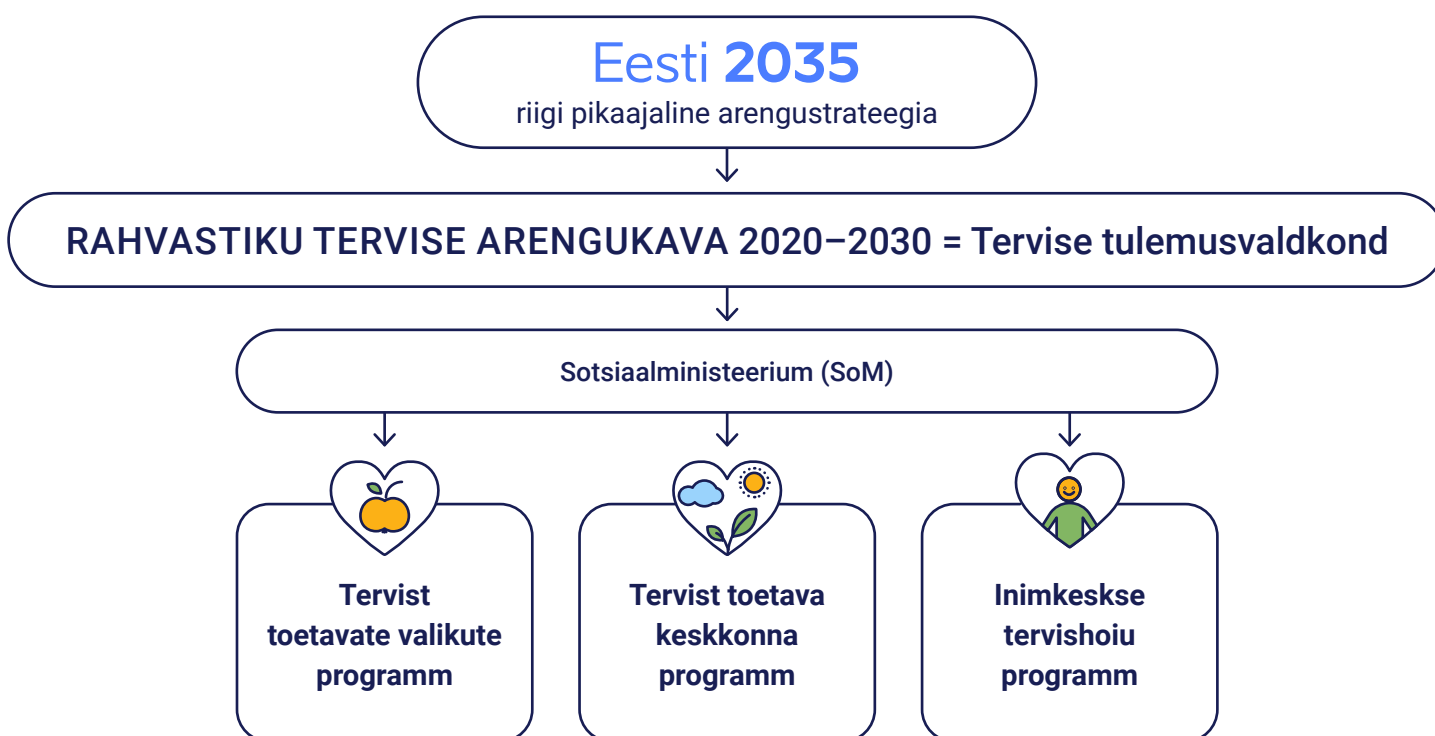 Eesti 2035
riigi pikaajaline arengustrateegia
RAHVASTIKU TERVISE ARENGUKAVA 2020–2030 = Tervise tulemusvaldkond
Sotsiaalministeerium (SoM)
Tervist
toetavate valikute
programm
Tervist toetava
keskkonna
programm
Inimkeskse
tervishoiu
programm